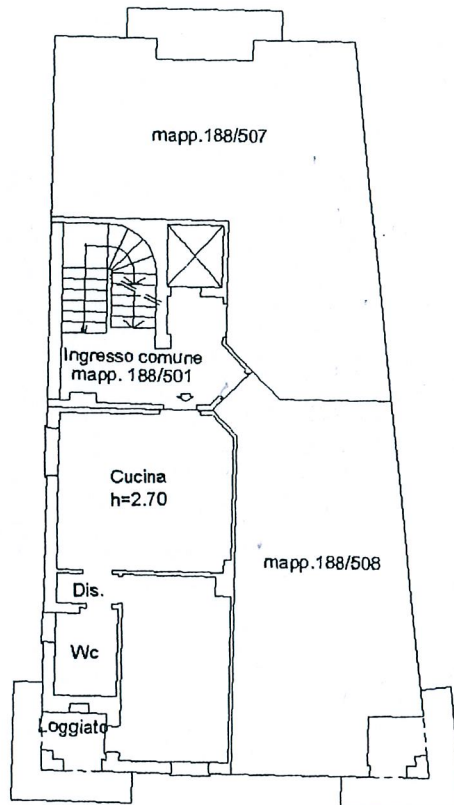 mapp.188/507
Ingresso comune
mapp. 188/501
Cucina
h=2.70
mapp.188/508
Dis.
Wc
Loggiato